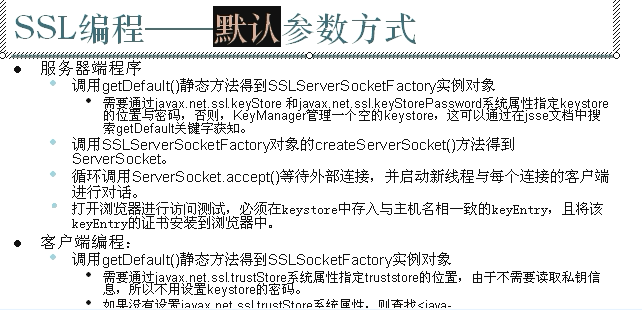 SSL编程——默认参数方式
服务器端程序
调用getDefault()静态方法得到SSLServerSocketFactory实例对象
需要通过javax.net.ssl.keyStore 和javax.net.ssl.keyStorePassword系统属性指定keystore
的位置与密码，否则，KeyManager管理一个空的keystore，这可以通过在jsse文档中搜
索getDefault关键字获知。
调用SSLServerSocketFactory对象的createServerSocket()方法得到
ServerSocket。
循环调用ServerSocket.accept()等待外部连接，并启动新线程与每个连接的客户端
进行对话。
打开浏览器进行访问测试，必须在keystore中存入与主机名相一致的keyEntry，且将该
keyEntry的证书安装到浏览器中。
客户端编程：
调用getDefault()静态方法得到SSLSocketFactory实例对象
需要通过javax.net.ssl.trustStore系统属性指定truststore的位置，由于不需要读取私钥信
息，所以不用设置keystore的密码。
如果没有设置javax.net.ssl.trustStore系统属性，则查找<java-